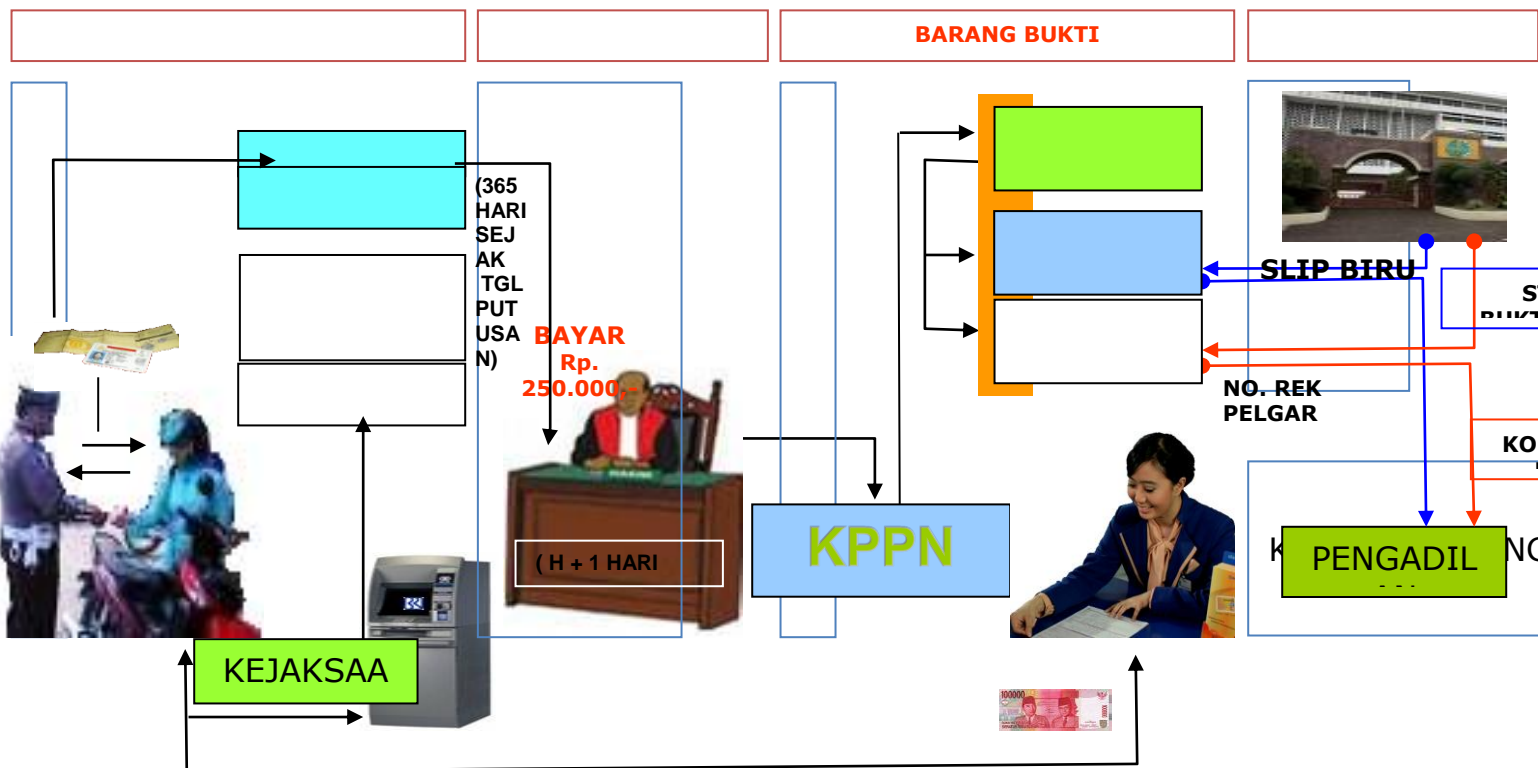 BARANG BUKTI
(365
HARI
SEJ
AK
TGL
PUT
USA
N)
BAYAR
Rp.
250.000,-
SLIP BIRU
NO. REK
PELGAR
( H + 1 HARI
KPPN
PENGADIL
KEJAKSAA
KO
100000